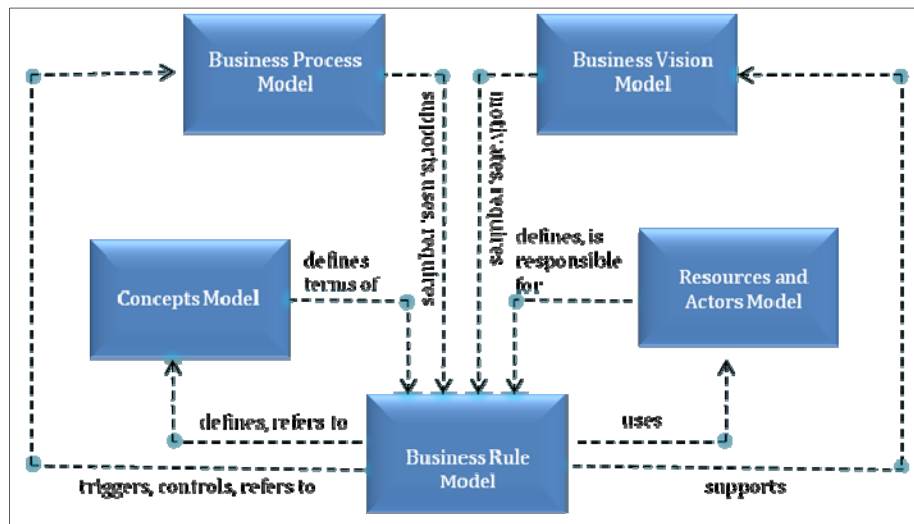 Business Process
Model
Business Vision
Model
supports, uses, requires
motivates, requires
defines
terms of
defines, is
responsible
for
Concepts Model
Resources and
Actors Model
defines, refers to
uses
Business Rule
Model
triggers, controls, refers to
supports